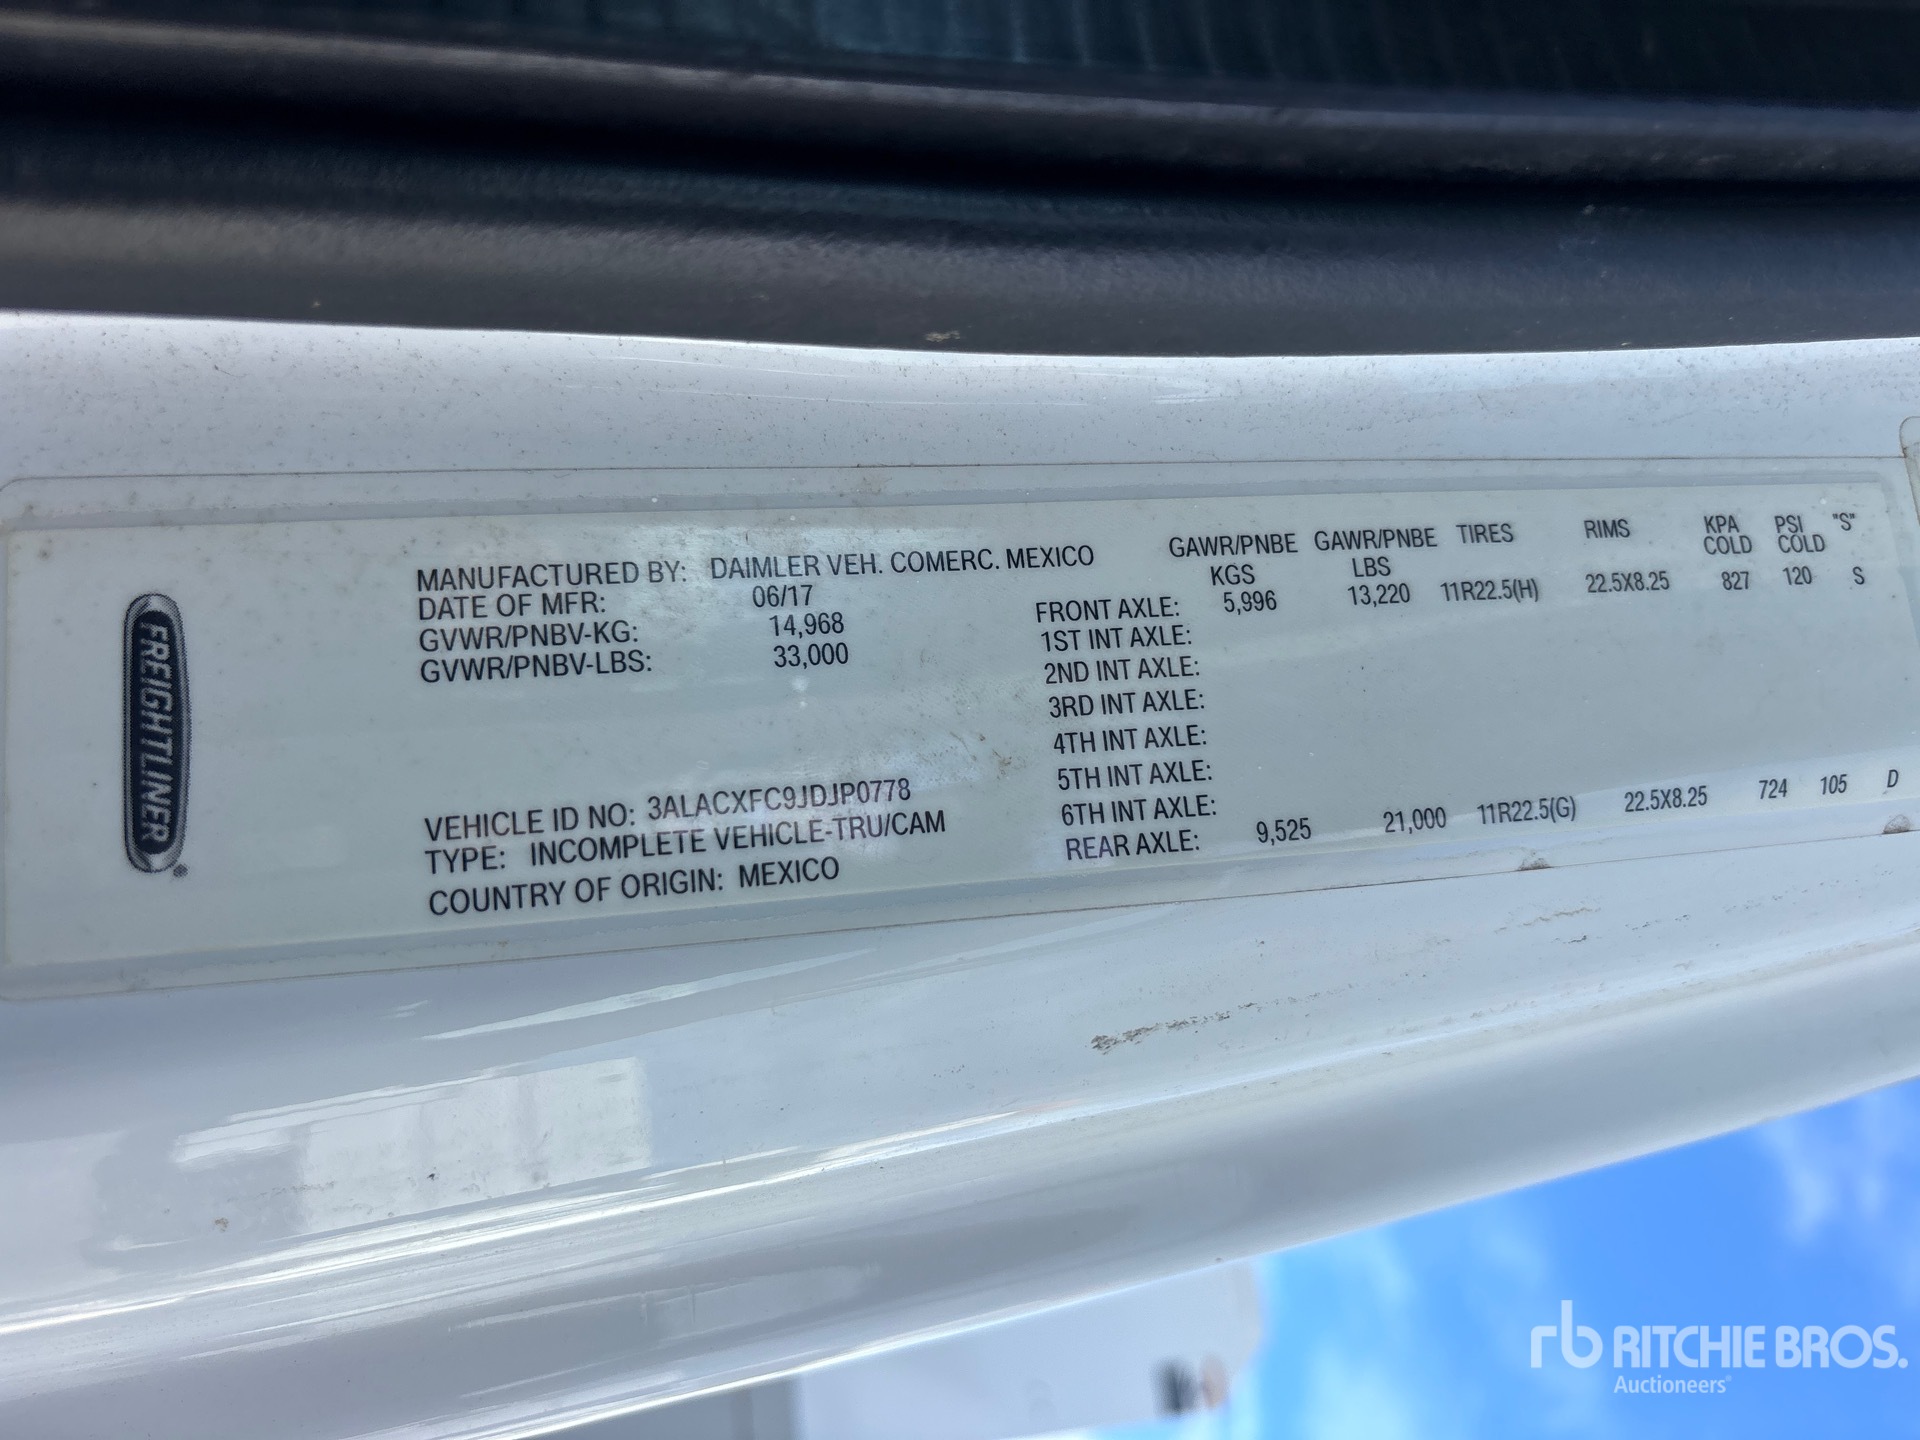 FREIGHTLINER®
MANUFACTURED BY: DAIMLER VEH. COMERC. MEXICO
DATE OF MFR: 06/17
GVWR/PNBV-KG: 14,968
GVWR/PNBV-LBS: 33,000
VEHICLE ID NO: 3ALACXFC9JDJP0778
TYPE: INCOMPLETE VEHICLE-TRU/CAM
COUNTRY OF ORIGIN: MEXICO
GAWR/PNBE KGS GAWR/PNBE LBS TIRES RIMS KPA COLD PSI COLD "S"
FRONT AXLE: 5,996 13,220 11R22.5(H) 22.5X8.25 827 120 S
1ST INT AXLE:
2ND INT AXLE:
3RD INT AXLE:
4TH INT AXLE:
5TH INT AXLE:
6TH INT AXLE:
REAR AXLE: 9,525 21,000 11R22.5(G) 22.5X8.25 724 105 D
rb RITCHIE BROS.
Auctioneers®